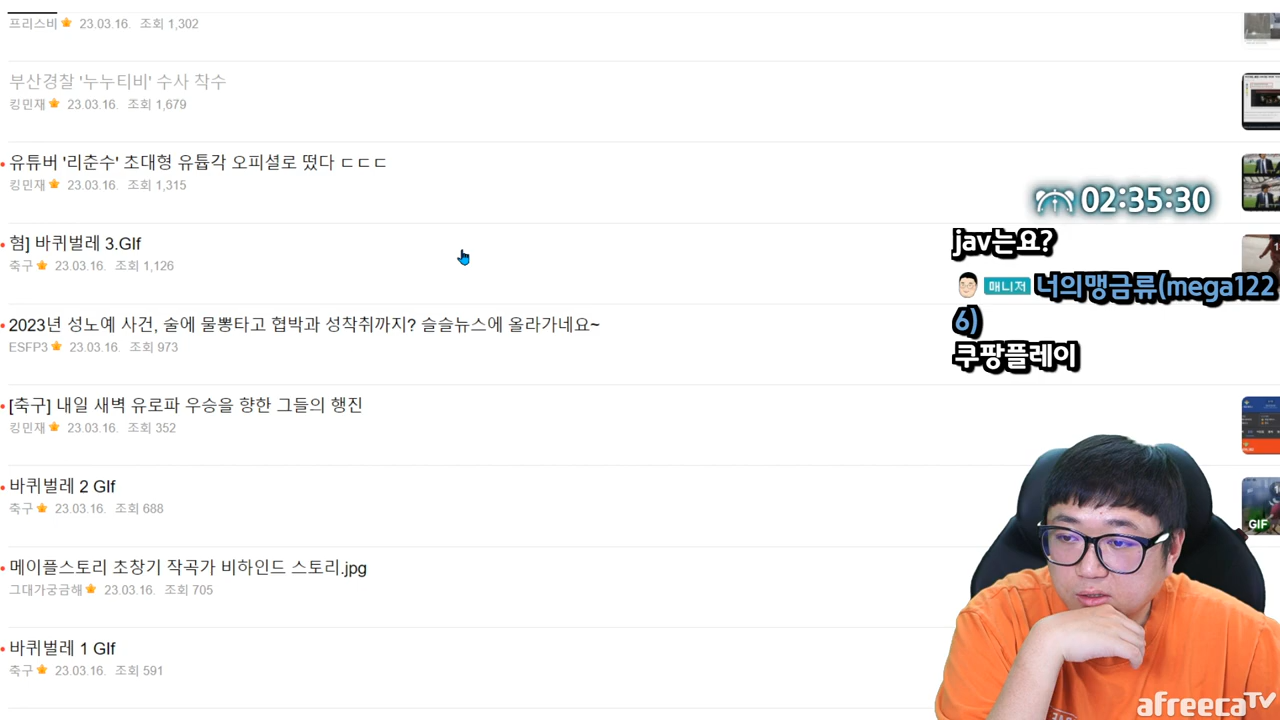 프리스비 23.03.16. 조회 1,302
부산경찰 '누누티비' 수사 착수
킹민재 23.03.16. 조회 1,679
유튜버 '리춘수' 초대형 유튭각 오피셜로 떴다 ㄷㄷㄷ
킹민재 23.03.16. 조회 1,315
02:35:30
jav는요?
혐] 바퀴벌레 3.GIf
축구 23.03.16. 조회 1,126
매니저 너의맹금류(mega122
6)
쿠팡플레이
2023년 성노예 사건, 술에 물뽕타고 협박과 성착취까지? 슬슬뉴스에 올라가네요~
ESFP3 23.03.16. 조회 973
[축구] 내일 새벽 유로파 우승을 향한 그들의 행진
킹민재 23.03.16. 조회 352
바퀴벌레 2 GIf
축구 23.03.16. 조회 688
GIF
메이플스토리 초창기 작곡가 비하인드 스토리.jpg
그대가궁금해 23.03.16. 조회 705
바퀴벌레 1 GIf
축구 23.03.16. 조회 591
afreecaTV